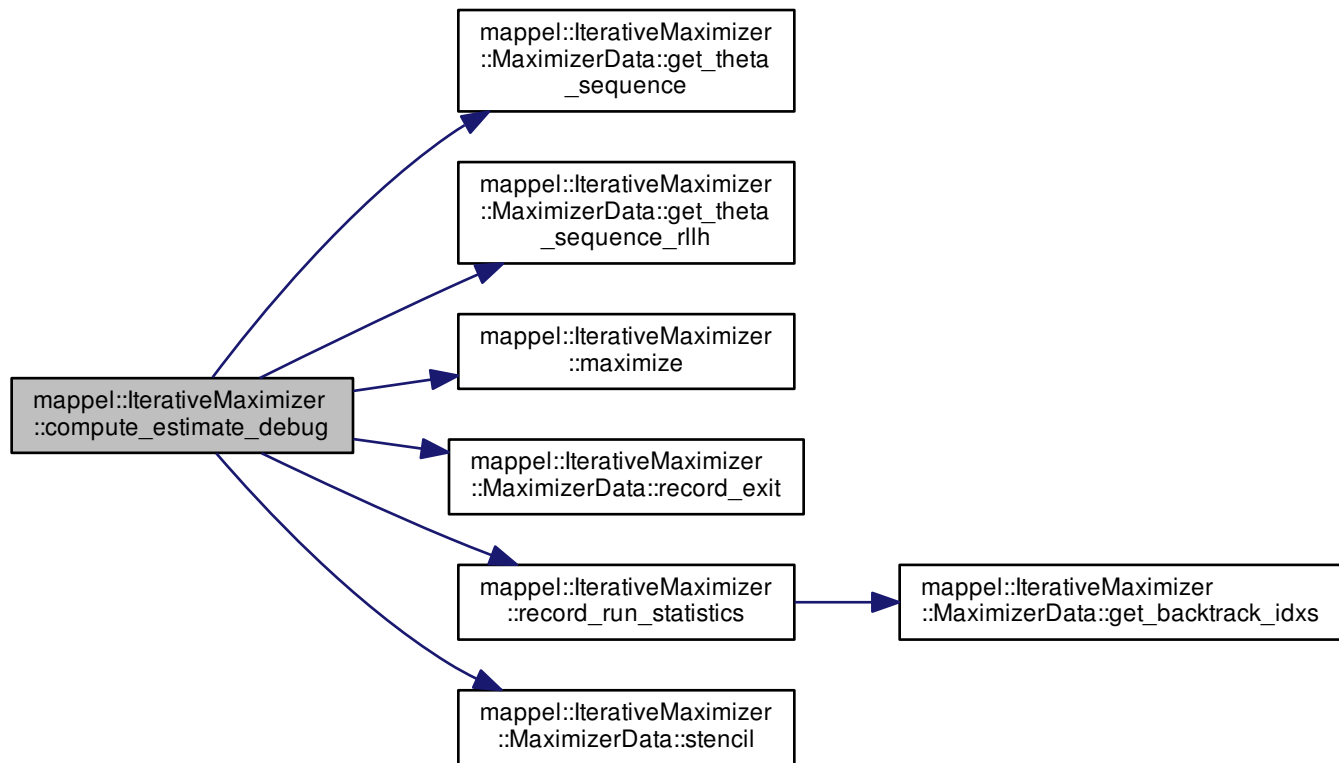 mappel::IterativeMaximizer
::MaximizerData::get_theta
_sequence
mappel::IterativeMaximizer
::MaximizerData::get_theta
_sequence_rllh
mappel::IterativeMaximizer
::maximize
mappel::IterativeMaximizer
::compute_estimate_debug
mappel::IterativeMaximizer
::MaximizerData::record_exit
mappel::IterativeMaximizer
::record_run_statistics
mappel::IterativeMaximizer
::MaximizerData::get_backtrack_idxs
mappel::IterativeMaximizer
::MaximizerData::stencil